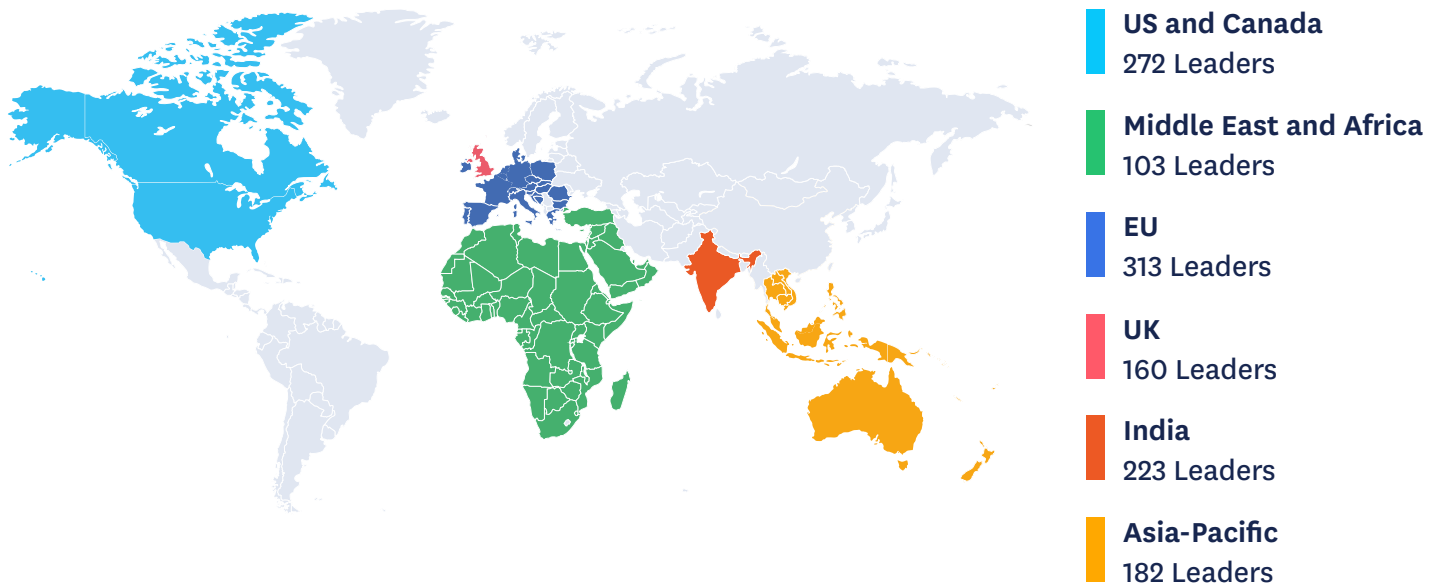 US and Canada
272 Leaders
Middle East and Africa
103 Leaders
EU
313 Leaders
UK
160 Leaders
India
223 Leaders
Asia-Pacific
182 Leaders